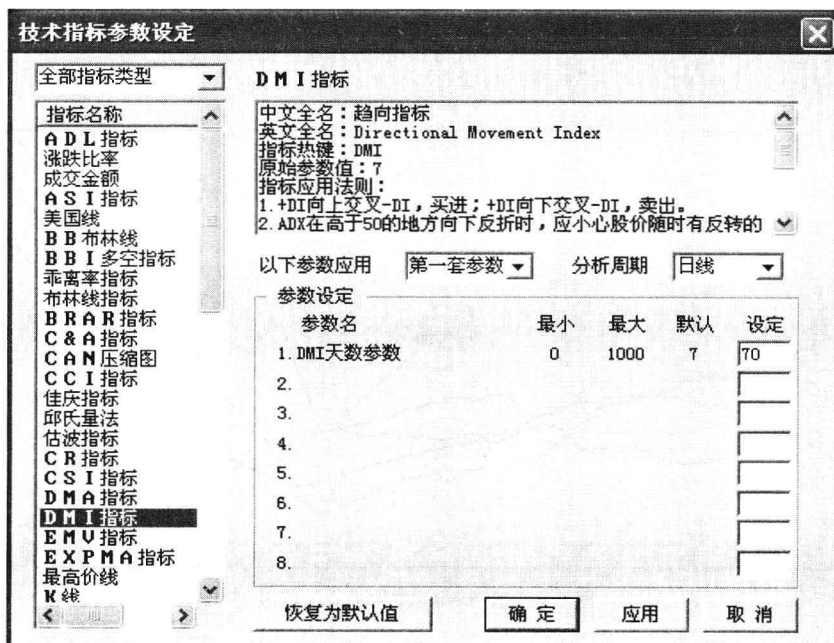 技术指标参数设定
全部指标类型
指标名称
ADL指标
涨跌比率
成交金额
ASI指标
美国线
BB布林线
BBI多空指标
乖离率指标
布林线指标
BRAR指标
C&A指标
CAN压缩图
CCI指标
佳庆指标
邱氏量法
估波指标
CR指标
CSI指标
DMA指标
DMI指标
EMV指标
EXPMA指标
最高价线
K线
DMI指标
中文全名：趋向指标
英文全名：Directional Movement Index
指标热键：DMI
原始参数值：7
指标应用法则：
1.+DI向上交叉-DI，买进；+DI向下交叉-DI，卖出。
2.ADX在高于50的地方向下反折时，应小心股价随时有反转的
以下参数应用 第一套参数 分析周期 日线
参数设定
参数名 最小 最大 默认 设定
1.DMI天数参数 0 1000 7 70
2.
3.
4.
5.
6.
7.
8.
恢复为默认值 确定 应用 取消